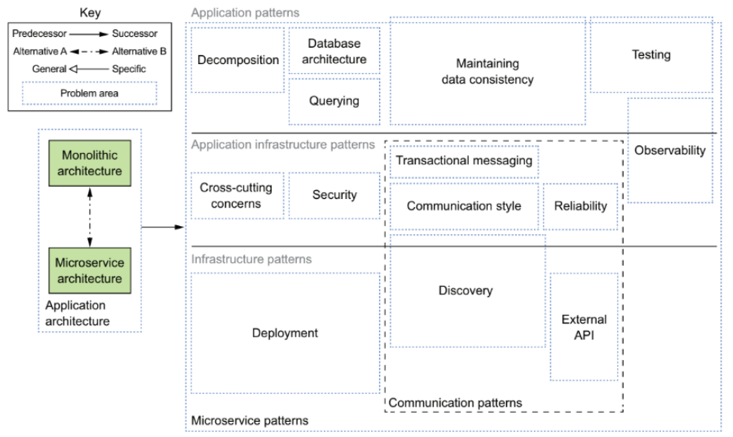 Key
Predecessor Successor
Alternative A Alternative B
General Specific
Problem area
Monolithic
architecture
Microservice
architecture
Application
architecture
Application patterns
Decomposition
Database
architecture
Querying
Maintaining
data consistency
Testing
Observability
Application infrastructure patterns
Cross-cutting
concerns
Security
Transactional messaging
Communication style
Reliability
Infrastructure patterns
Deployment
Discovery
External
API
Communication patterns
Microservice patterns